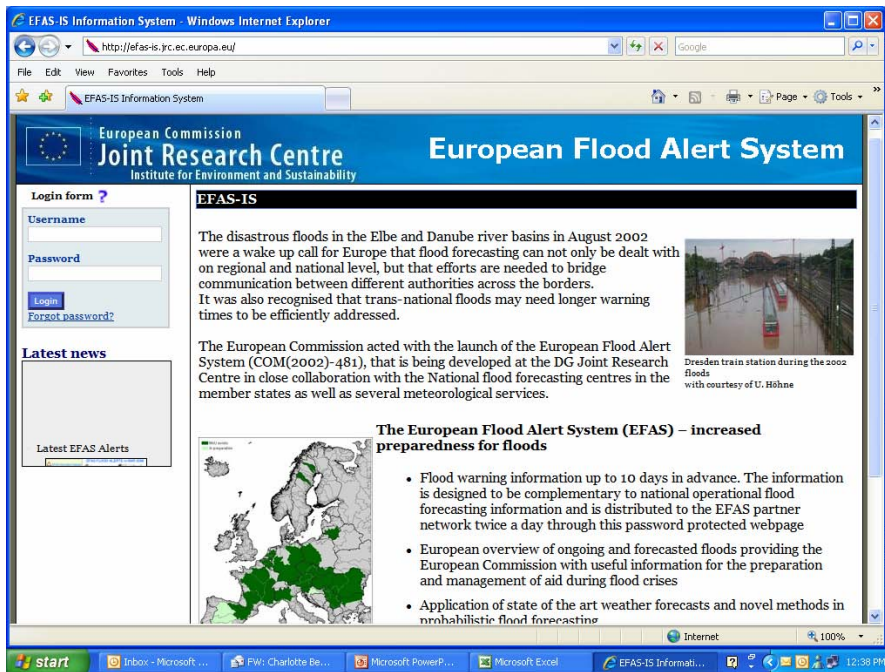 EFAS-IS Information System - Windows Internet Explorer
http://efas-is.jrc.ec.europa.eu/
Google
File Edit View Favorites Tools Help
EFAS-IS Information System
Page Tools
European Commission
Joint Research Centre
Institute for Environment and Sustainability
European Flood Alert System
Login form ?
Username
Password
Login
Forgot password?
Latest news
Latest EFAS Alerts
EFAS-IS
The disastrous floods in the Elbe and Danube river basins in August 2002
were a wake up call for Europe that flood forecasting can not only be dealt with
on regional and national level, but that efforts are needed to bridge
communication between different authorities across the borders.
It was also recognised that trans-national floods may need longer warning
times to be efficiently addressed.
Dresden train station during the 2002
floods
with courtesy of U. Höhne
The European Commission acted with the launch of the European Flood Alert
System (COM(2002)-481), that is being developed at the DG Joint Research
Centre in close collaboration with the National flood forecasting centres in the
member states as well as several meteorological services.
The European Flood Alert System (EFAS) – increased
preparedness for floods
• Flood warning information up to 10 days in advance. The information
is designed to be complementary to national operational flood
forecasting information and is distributed to the EFAS partner
network twice a day through this password protected webpage
• European overview of ongoing and forecasted floods providing the
European Commission with useful information for the preparation
and management of aid during flood crises
• Application of state of the art weather forecasts and novel methods in
probabilistic flood forecasting
Internet
100%
start
Inbox - Microsoft ...
FW: Charlotte Be...
Microsoft PowerP...
Microsoft Excel
EFAS-IS Informati...
12:38 PM